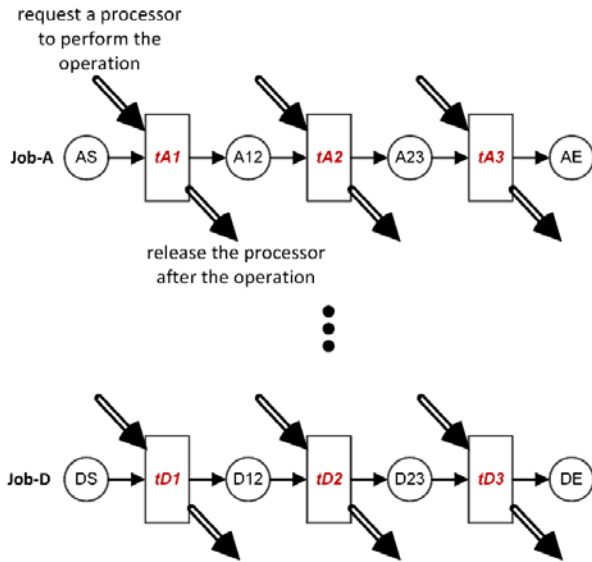 request a processor
to perform the
operation
Job-A AS tA1 A12 tA2 A23 tA3 AE
release the processor
after the operation
Job-D DS tD1 D12 tD2 D23 tD3 DE